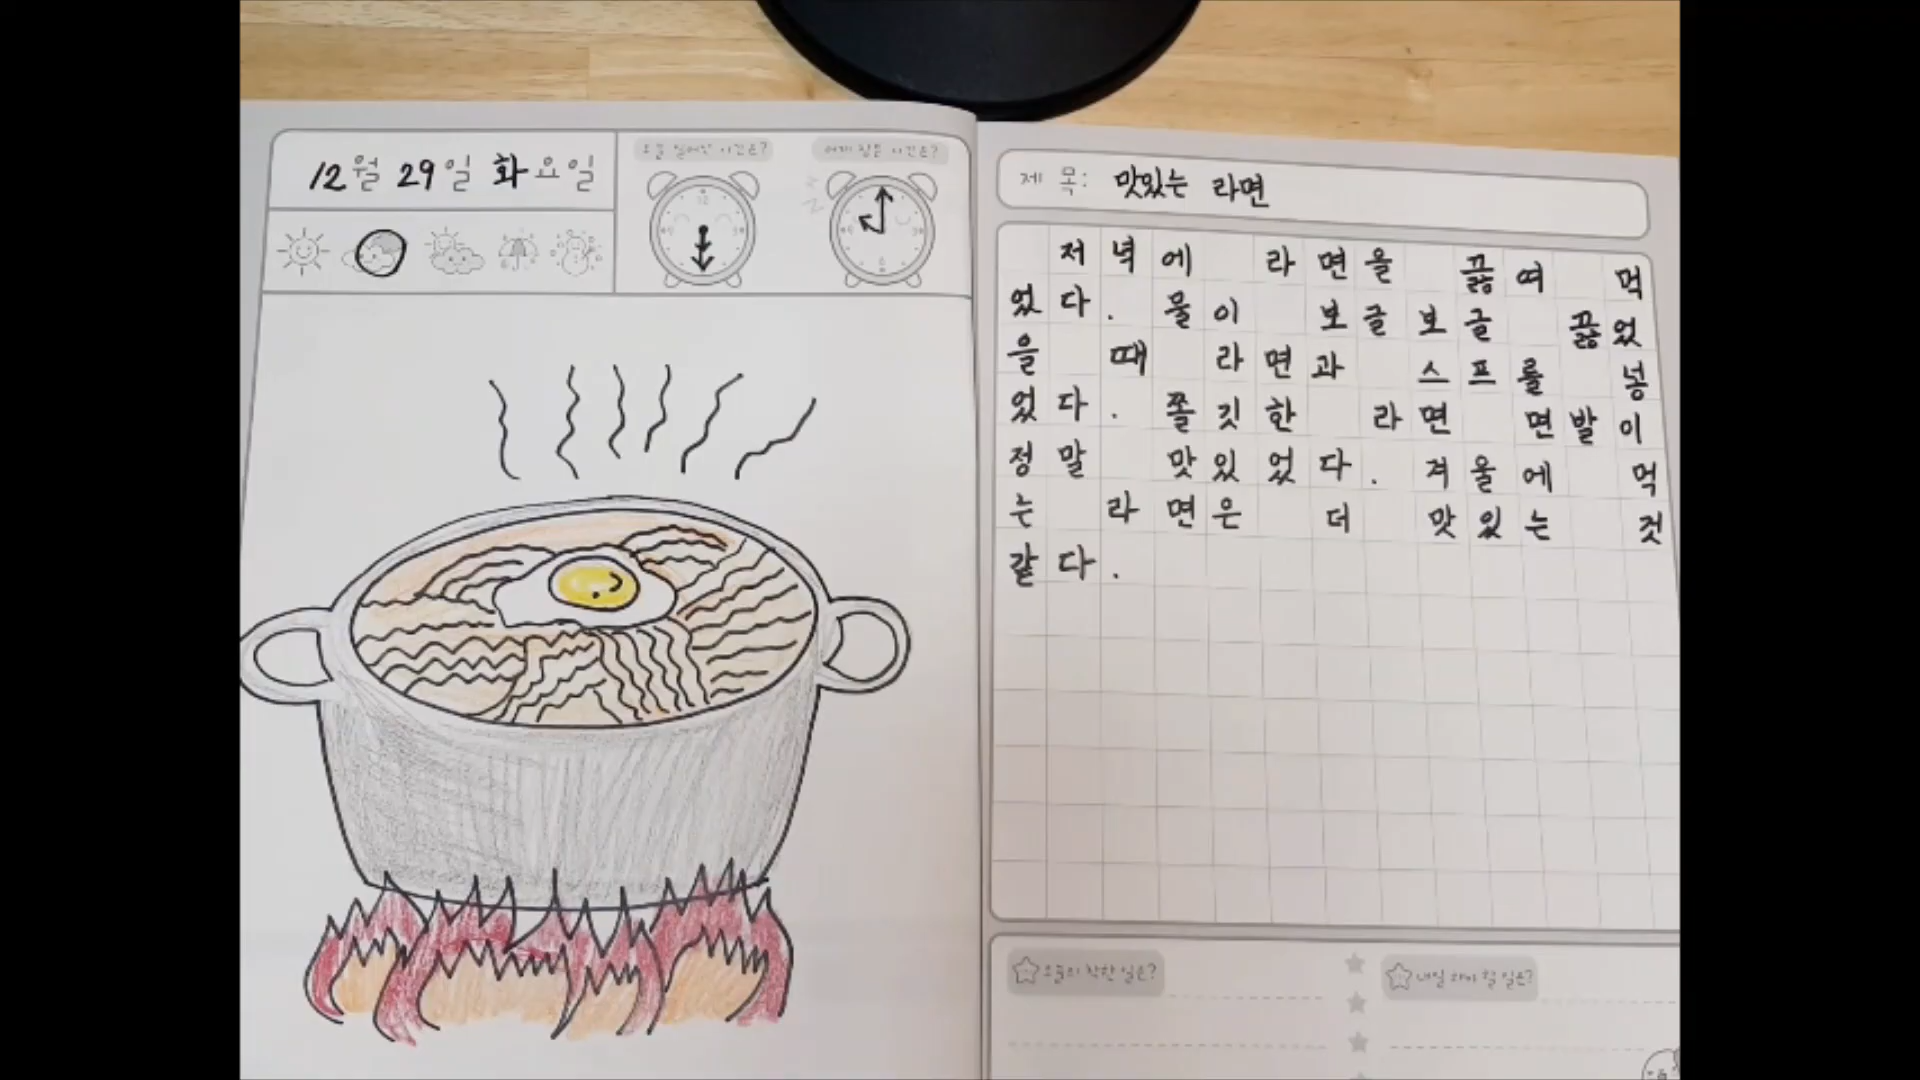 12월 29일 화요일
오늘 일어난 시간은?
어제 잠든 시간은?
제 목: 맛있는 라면
저녁에 라면을 끓여 먹
었다. 물이 보글보글 끓었
을 때 라면과 스프를 넣
었다. 쫄깃한 라면 면발이
정말 맛있었다. 겨울에 먹
는 라면은 더 맛있는 것
같다.
오늘의 착한 일은?
내일 와이 할 일은?